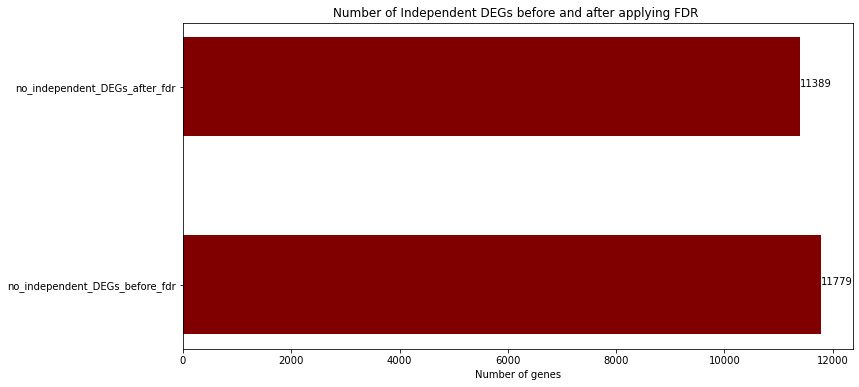 Number of Independent DEGs before and after applying FDR
no_independent_DEGs_after_fdr
11389
no_independent_DEGs_before_fdr
11779
0 2000 4000 6000 8000 10000 12000
Number of genes